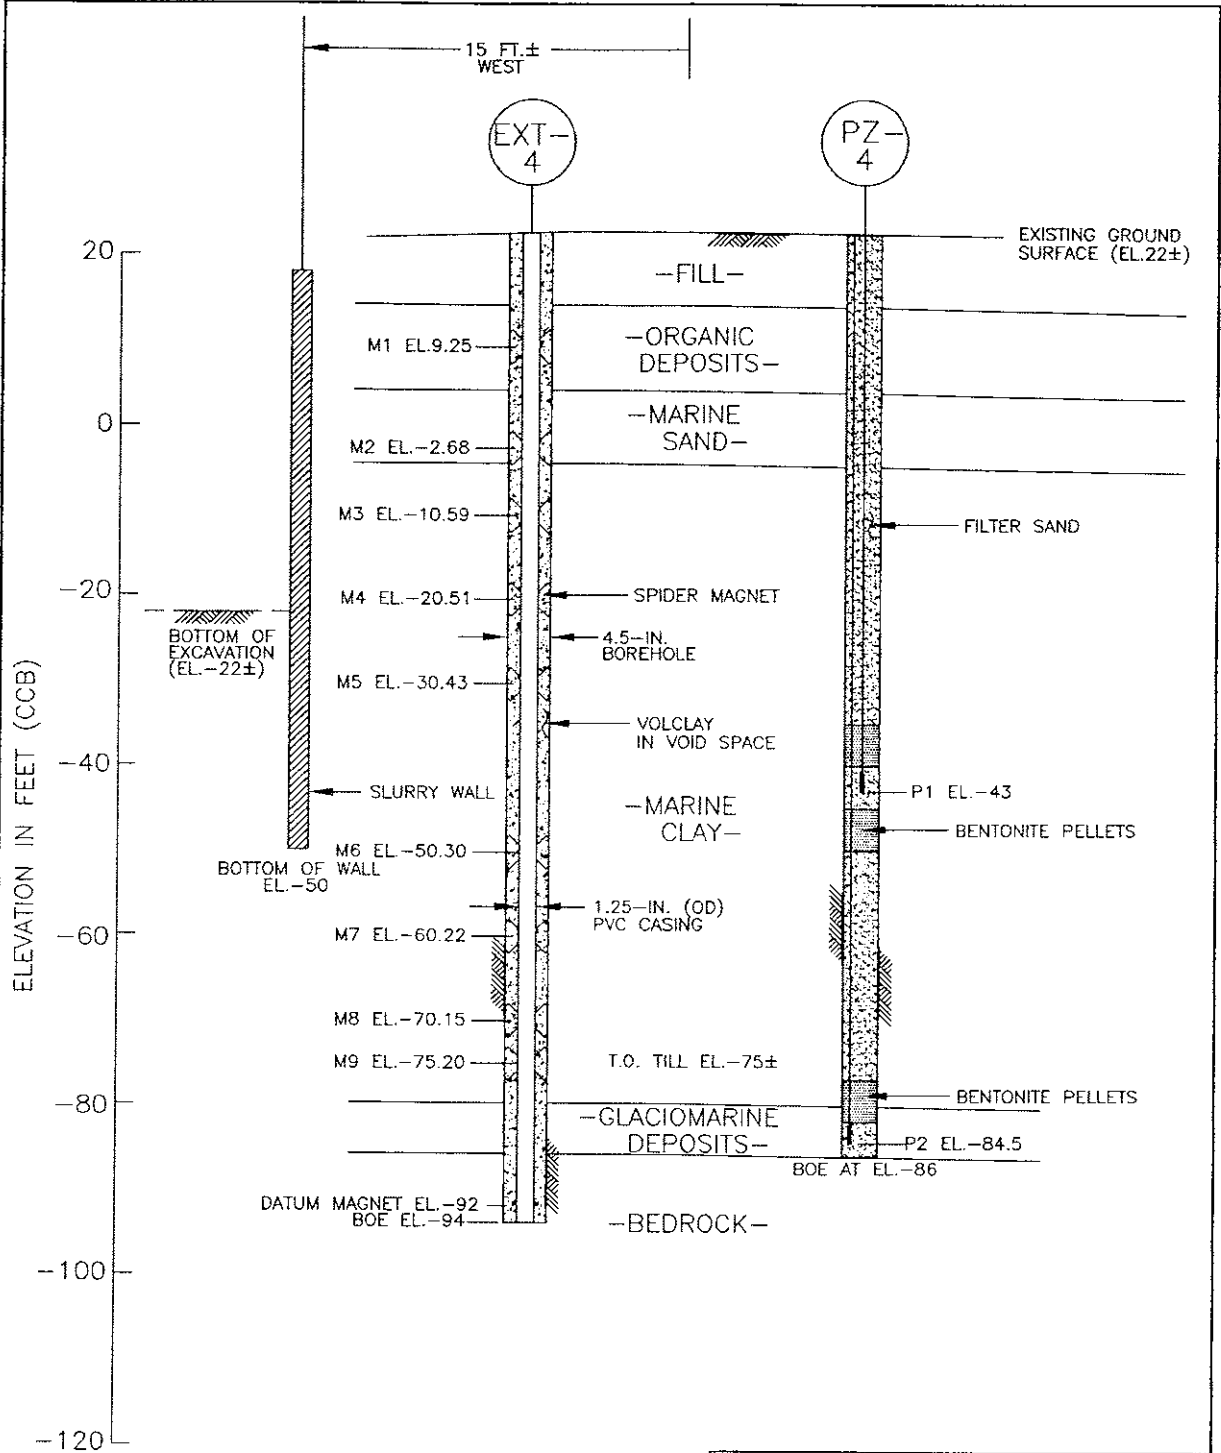 15 FT.±
WEST
EXT-
4
PZ-
4
EXISTING GROUND
SURFACE (EL.22±)
20
-FILL-
M1 EL.9.25
-ORGANIC
DEPOSITS-
0
-MARINE
SAND-
M2 EL.-2.68
M3 EL.-10.59
FILTER SAND
-20
M4 EL.-20.51
SPIDER MAGNET
BOTTOM OF
EXCAVATION
(EL.-22±)
4.5-IN.
BOREHOLE
M5 EL.-30.43
VOLCLAY
IN VOID SPACE
ELEVATION IN FEET (CCB)
-40
SLURRY WALL
-MARINE
CLAY-
P1 EL.-43
BENTONITE PELLETS
M6 EL.-50.30
BOTTOM OF WALL
EL.-50
1.25-IN. (OD)
PVC CASING
-60
M7 EL.-60.22
M8 EL.-70.15
M9 EL.-75.20
T.O. TILL EL.-75±
-80
BENTONITE PELLETS
-GLACIOMARINE
DEPOSITS-
P2 EL.-84.5
BOE AT EL.-86
DATUM MAGNET EL.-92
BOE EL.-94
-BEDROCK-
-100
-120